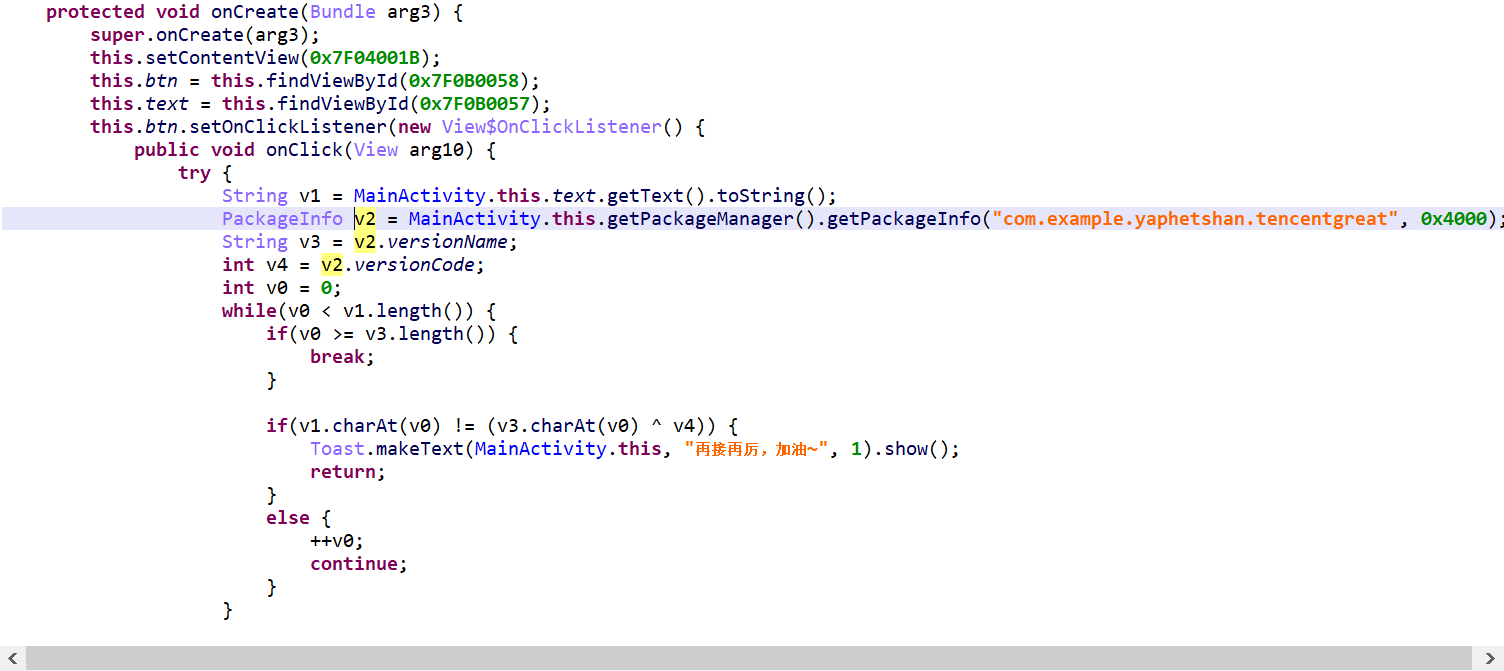 protected void onCreate(Bundle arg3) {
super.onCreate(arg3);
this.setContentView(0x7F04001B);
this.btn = this.findViewById(0x7F0B0058);
this.text = this.findViewById(0x7F0B0057);
this.btn.setOnClickListener(new View$OnClickListener() {
public void onClick(View arg10) {
try {
String v1 = MainActivity.this.text.getText().toString();
PackageInfo v2 = MainActivity.this.getPackageManager().getPackageInfo("com.example.yaphetshan.tencentgreat", 0x4000);
String v3 = v2.versionName;
int v4 = v2.versionCode;
int v0 = 0;
while(v0 < v1.length()) {
if(v0 >= v3.length()) {
break;
}
if(v1.charAt(v0) != (v3.charAt(v0) ^ v4)) {
Toast.makeText(MainActivity.this, "再接再厉，加油~", 1).show();
return;
}
else {
++v0;
continue;
}
}